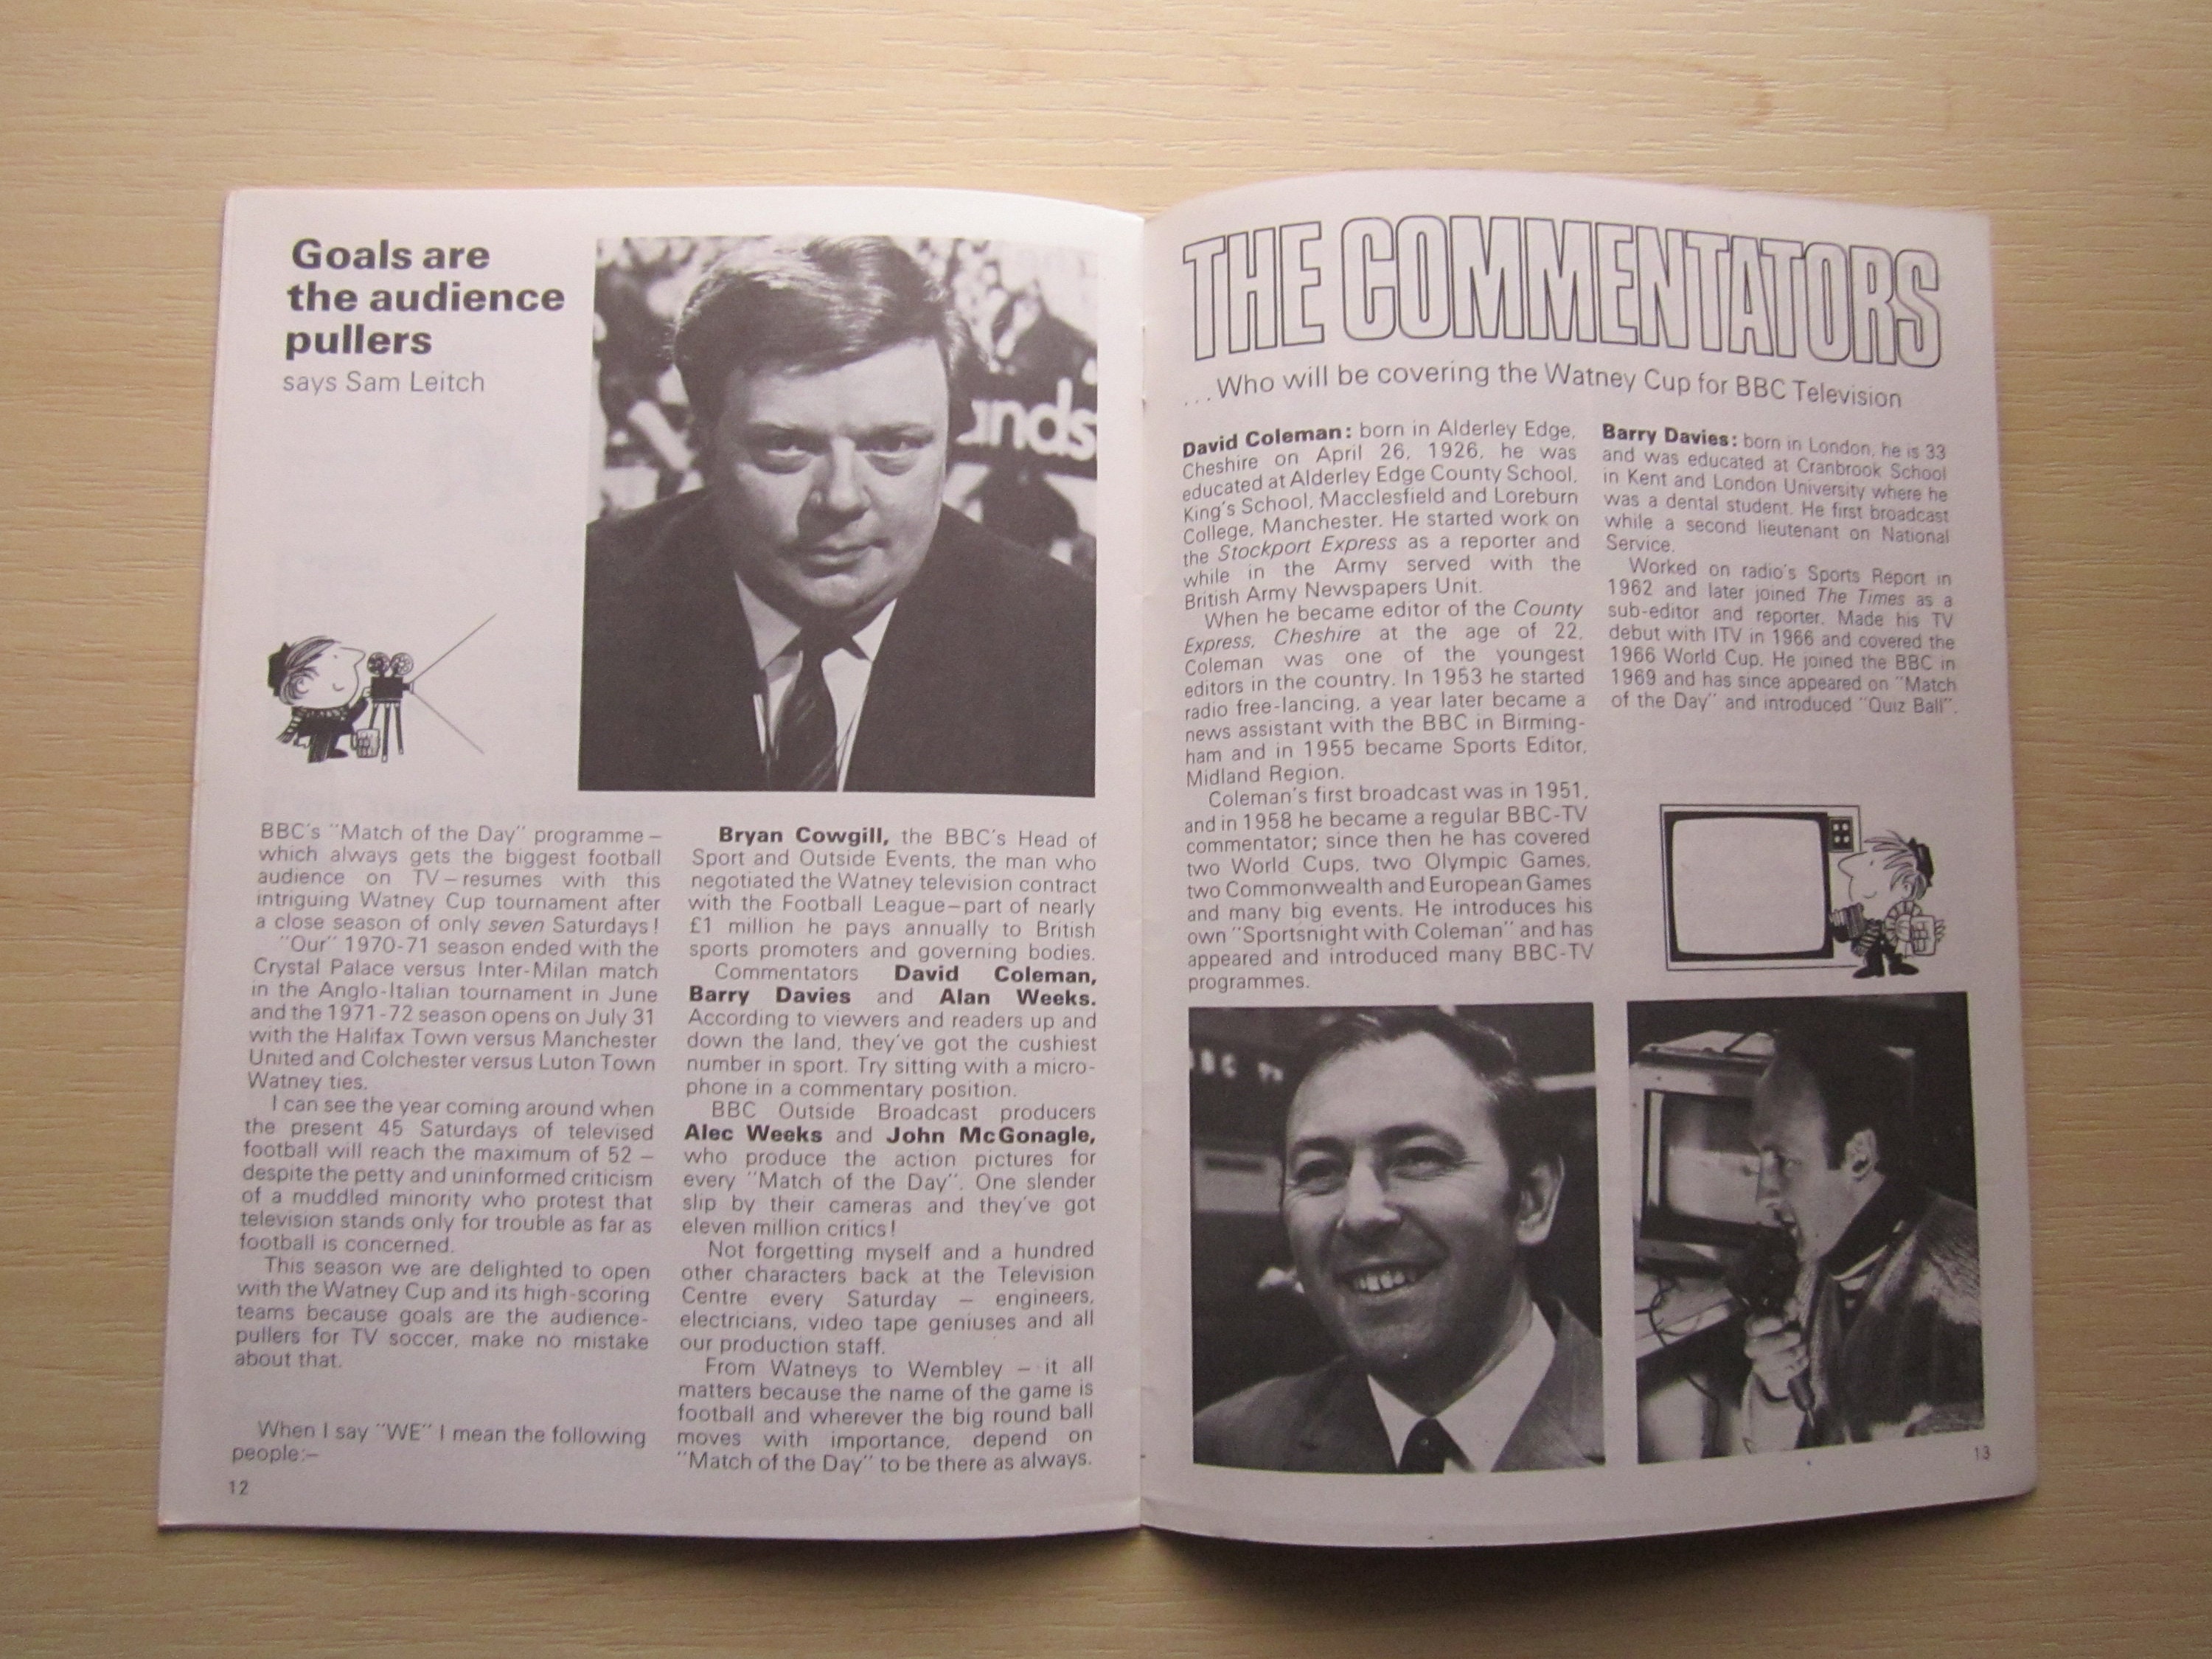 Goals are
the audience
pullers
says Sam Leitch
ands
BBC's "Match of the Day" programme –
which always gets the biggest football
audience on TV – resumes with this
intriguing Watney Cup tournament after
a close season of only seven Saturdays!
"Our" 1970-71 season ended with the
Crystal Palace versus Inter-Milan match
in the Anglo-Italian tournament in June
and the 1971-72 season opens on July 31
with the Halifax Town versus Manchester
United and Colchester versus Luton Town
Watney ties.
I can see the year coming around when
the present 45 Saturdays of televised
football will reach the maximum of 52 –
despite the petty and uninformed criticism
of a muddled minority who protest that
television stands only for trouble as far as
football is concerned.
This season we are delighted to open
with the Watney Cup and its high-scoring
teams because goals are the audience-
pullers for TV soccer, make no mistake
about that.
When I say "WE" I mean the following
people:–
12
Bryan Cowgill, the BBC's Head of
Sport and Outside Events, the man who
negotiated the Watney television contract
with the Football League – part of nearly
£1 million he pays annually to British
sports promoters and governing bodies.
Commentators David Coleman,
Barry Davies and Alan Weeks.
According to viewers and readers up and
down the land, they've got the cushiest
number in sport. Try sitting with a micro-
phone in a commentary position.
BBC Outside Broadcast producers
Alec Weeks and John McGonagle,
who produce the action pictures for
every "Match of the Day". One slender
slip by their cameras and they've got
eleven million critics!
Not forgetting myself and a hundred
other characters back at the Television
Centre every Saturday – engineers,
electricians, video tape geniuses and all
our production staff.
From Watneys to Wembley – it all
matters because the name of the game is
football and wherever the big round ball
moves with importance, depend on
"Match of the Day" to be there as always.
THE COMMENTATORS
...Who will be covering the Watney Cup for BBC Television
David Coleman: born in Alderley Edge,
Cheshire on April 26, 1926, he was
educated at Alderley Edge County School,
King's School, Macclesfield and Loreburn
College, Manchester. He started work on
the Stockport Express as a reporter and
while in the Army served with the
British Army Newspapers Unit.
When he became editor of the County
Express, Cheshire at the age of 22,
Coleman was one of the youngest
editors in the country. In 1953 he started
radio free-lancing, a year later became a
news assistant with the BBC in Birming-
ham and in 1955 became Sports Editor,
Midland Region.
Coleman's first broadcast was in 1951,
and in 1958 he became a regular BBC-TV
commentator; since then he has covered
two World Cups, two Olympic Games,
two Commonwealth and European Games
and many big events. He introduces his
own "Sportsnight with Coleman" and has
appeared and introduced many BBC-TV
programmes.
Barry Davies: born in London, he is 33
and was educated at Cranbrook School
in Kent and London University where he
was a dental student. He first broadcast
while a second lieutenant on National
Service.
Worked on radio's Sports Report in
1962 and later joined The Times as a
sub-editor and reporter. Made his TV
debut with ITV in 1966 and covered the
1966 World Cup. He joined the BBC in
1969 and has since appeared on "Match
of the Day" and introduced "Quiz Ball".
13